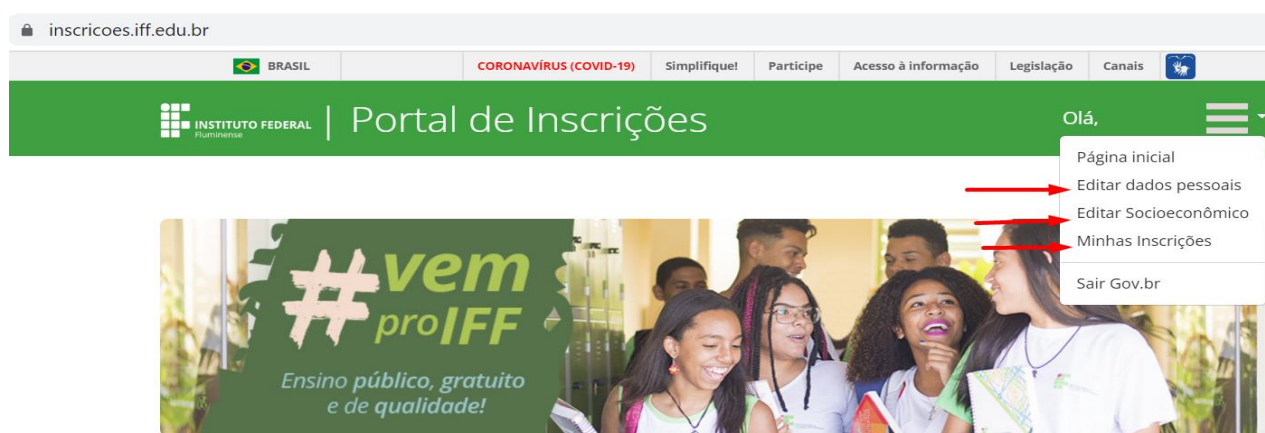 inscricoes.iff.edu.br
BRASIL CORONAVÍRUS (COVID-19) Simplifique! Participe Acesso à informação Legislação Canais
INSTITUTO FEDERAL
Fluminense
Portal de Inscrições
Olá,
Página inicial
Editar dados pessoais
Editar Socioeconômico
Minhas Inscrições
Sair Gov.br
#vem
proIFF
Ensino público, gratuito
e de qualidade!